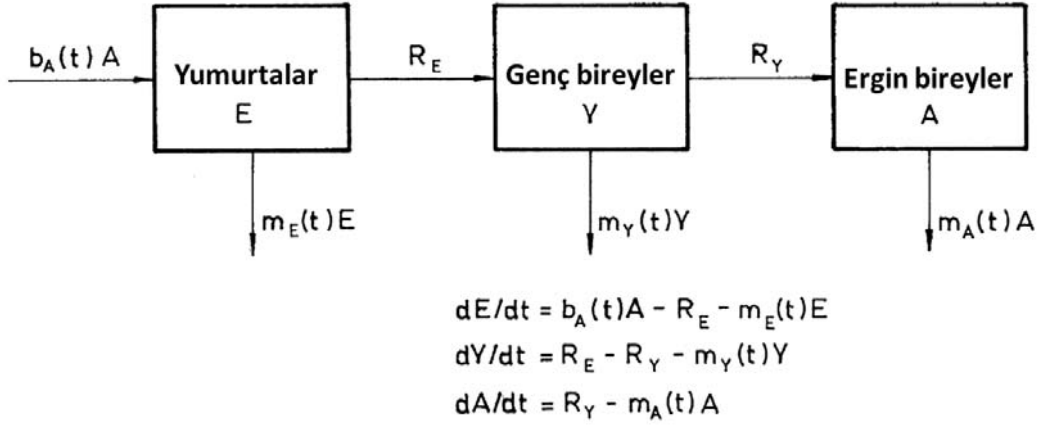 b_A(t)A
Yumurtalar
E
R_E
Genç bireyler
Y
R_Y
Ergin bireyler
A
m_E(t)E
m_Y(t)Y
m_A(t)A
dE/dt = b_A(t)A - R_E - m_E(t)E
dY/dt = R_E - R_Y - m_Y(t)Y
dA/dt = R_Y - m_A(t)A